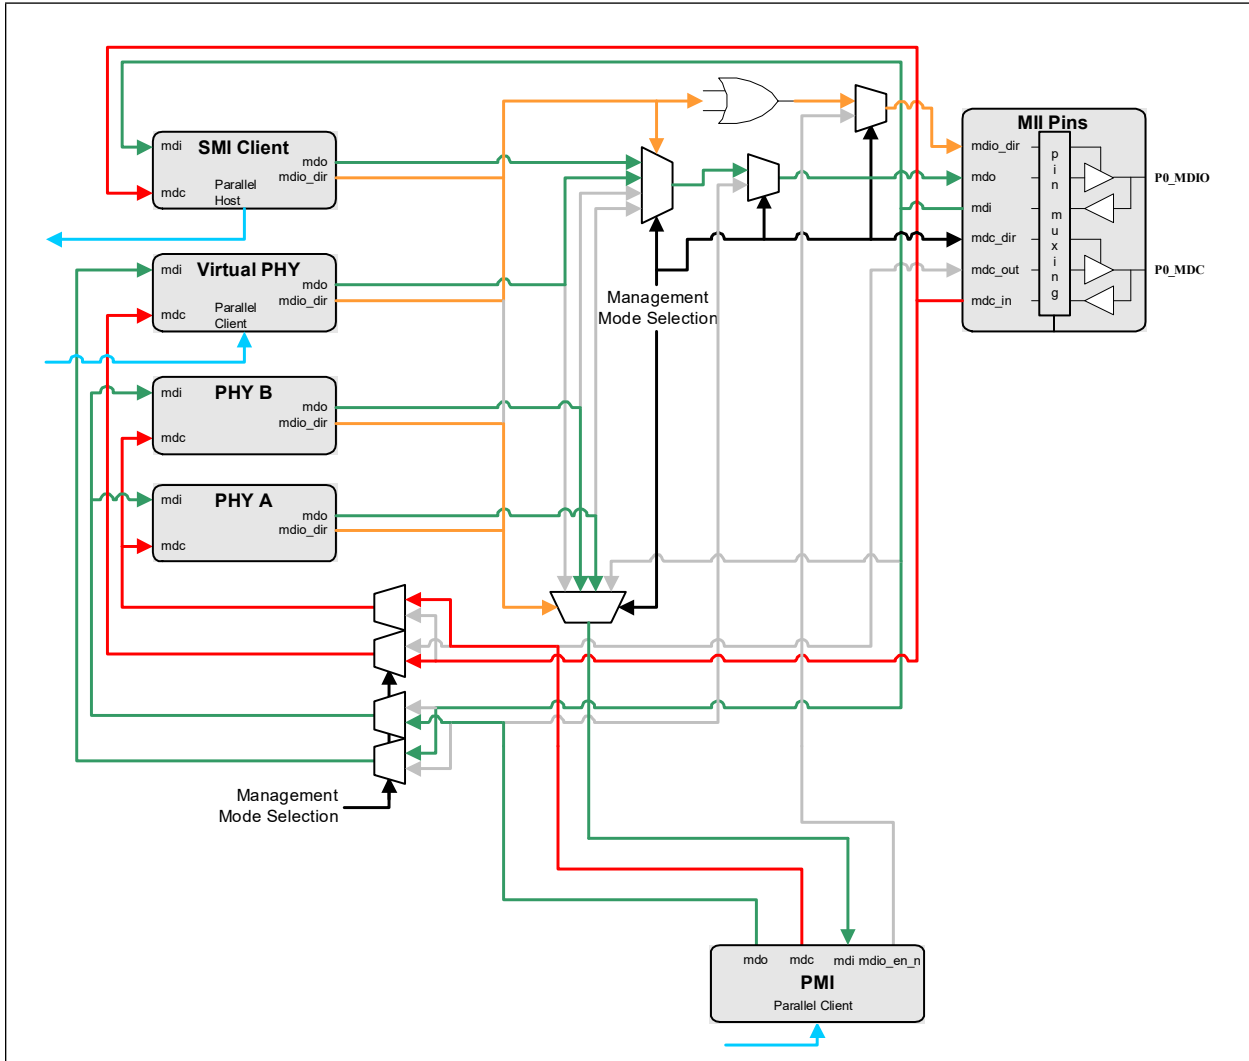 SMI Client
mdi
mdo
mdio_dir
mdc
Parallel
Host
Virtual PHY
mdi
mdo
mdio_dir
mdc
Parallel
Client
PHY B
mdi
mdo
mdio_dir
mdc
PHY A
mdi
mdo
mdio_dir
mdc
Management
Mode Selection
MII Pins
mdio_dir
mdo
mdi
mdc_dir
mdc_out
mdc_in
pin muxing
P0_MDIO
P0_MDC
Management
Mode Selection
mdo
mdc
mdi
mdio_en_n
PMI
Parallel Client